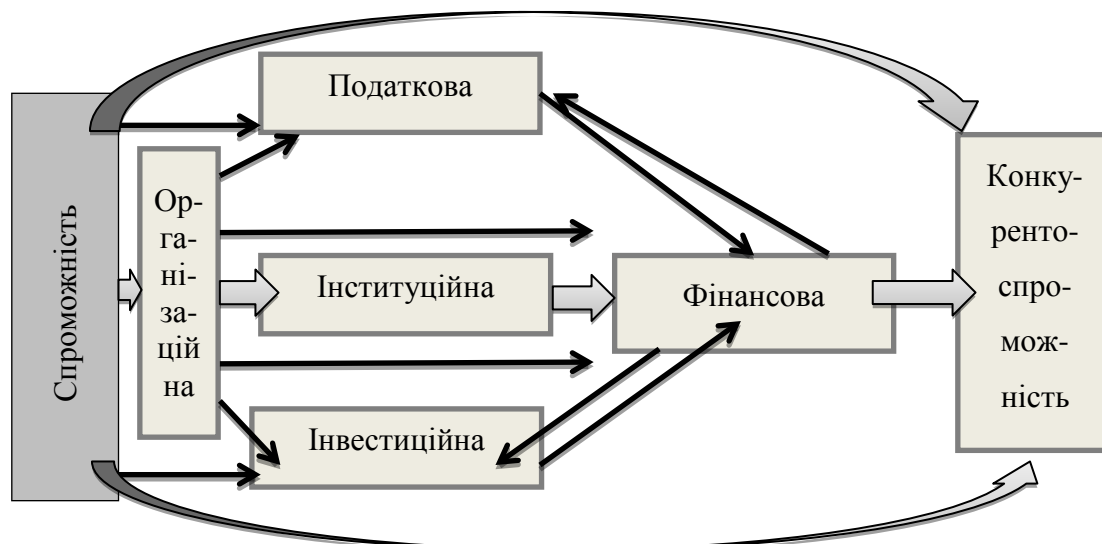 Спроможність
Ор-
га-
ні-
за-
цій
на
Податкова
Інституційна
Інвестиційна
Фінансова
Конку-
ренто-
спро-
мож-
ність